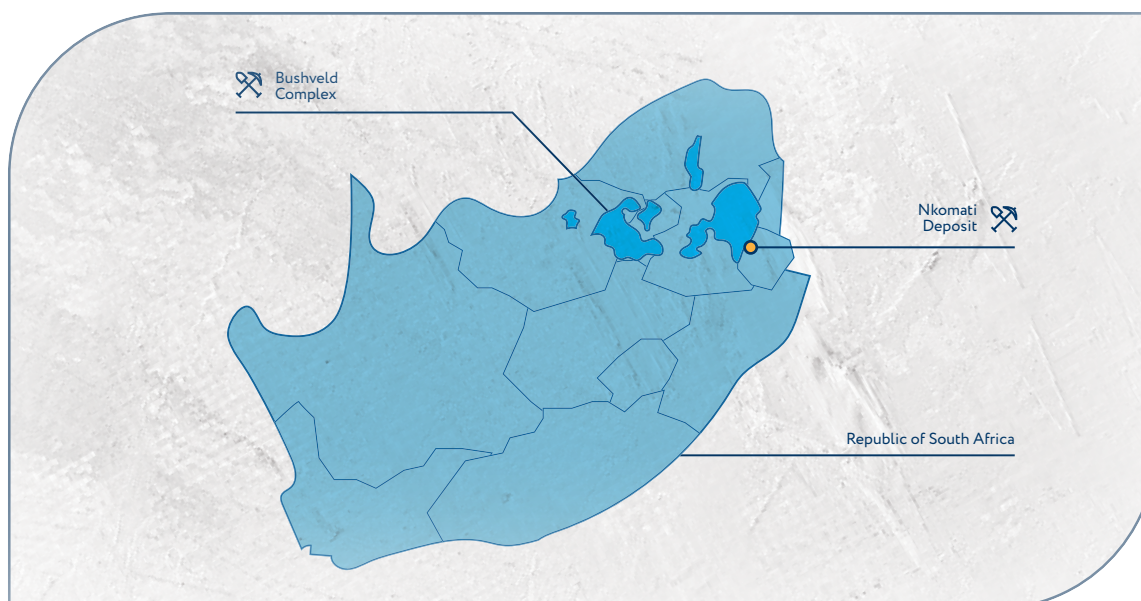 Bushveld
Complex
Nkomati
Deposit
Republic of South Africa